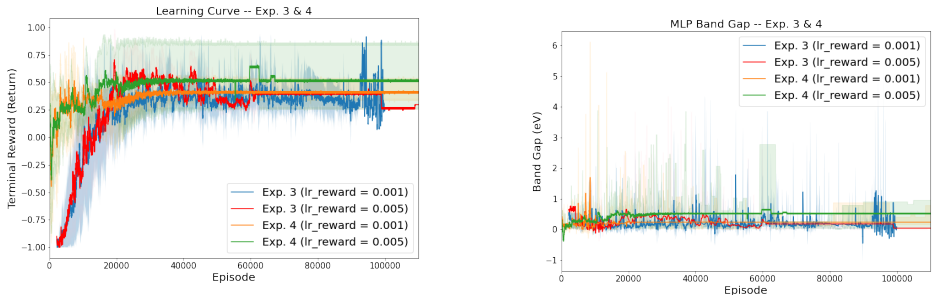 Learning Curve -- Exp. 3 & 4
Terminal Reward (Return)
1.00
0.75
0.50
0.25
0.00
−0.25
−0.50
−0.75
−1.00
0 20000 40000 60000 80000 100000
Episode
Exp. 3 (lr_reward = 0.001)
Exp. 3 (lr_reward = 0.005)
Exp. 4 (lr_reward = 0.001)
Exp. 4 (lr_reward = 0.005)
MLP Band Gap -- Exp. 3 & 4
Band Gap (eV)
6
5
4
3
2
1
0
−1
0 20000 40000 60000 80000 100000
Episode
Exp. 3 (lr_reward = 0.001)
Exp. 3 (lr_reward = 0.005)
Exp. 4 (lr_reward = 0.001)
Exp. 4 (lr_reward = 0.005)